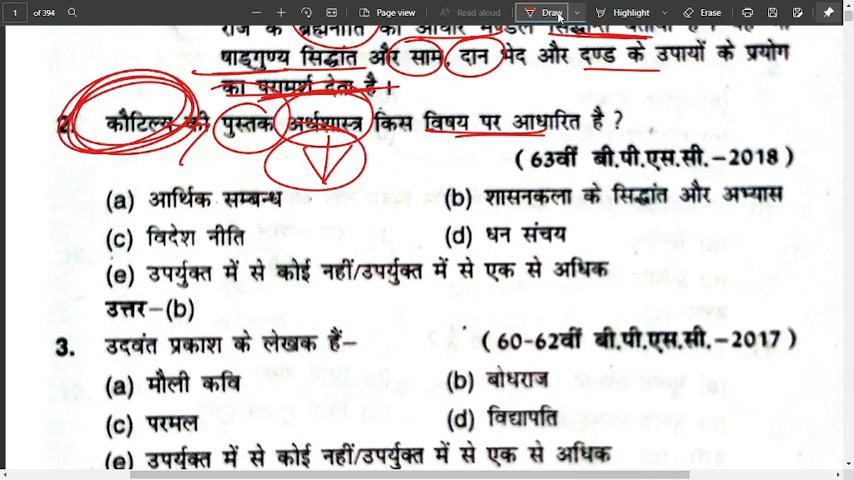 1 of 394 Page view Read aloud Draw Highlight Erase
राज के ब्रह्मनीति का आधार मण्डल सिद्धान्त बताया है।
षाड्गुण्य सिद्धांत और साम, दान भेद और दण्ड के उपायों के प्रयोग
का परामर्श देता है।
2. कौटिल्य की पुस्तक अर्थशास्त्र किस विषय पर आधारित है ?
(63वीं बी.पी.एस.सी.-2018)
(a) आर्थिक सम्बन्ध (b) शासनकला के सिद्धांत और अभ्यास
(c) विदेश नीति (d) धन संचय
(e) उपर्युक्त में से कोई नहीं/उपर्युक्त में से एक से अधिक
उत्तर-(b)
3. उदवंत प्रकाश के लेखक हैं- (60-62वीं बी.पी.एस.सी.-2017)
(a) मौली कवि (b) बोधराज
(c) परमल (d) विद्यापति
(e) उपर्युक्त में से कोई नहीं/उपर्युक्त में से एक से अधिक